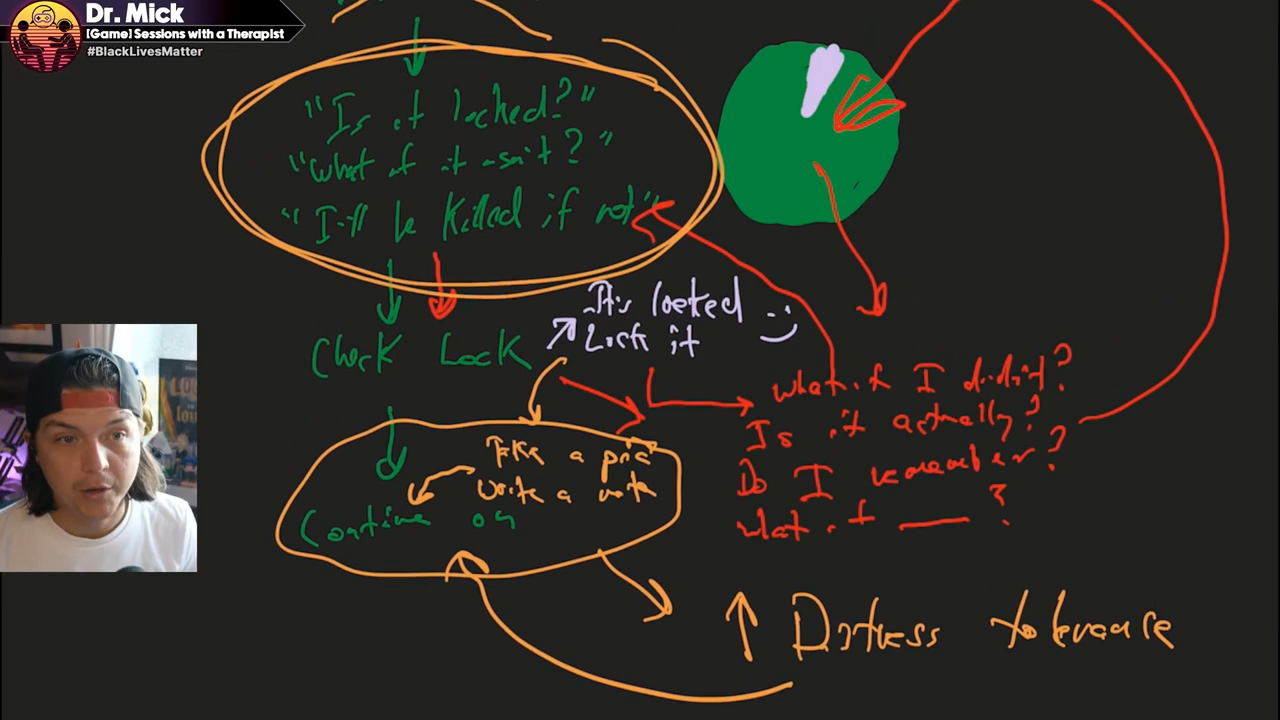 Dr. Mick
[Game] Sessions with a Therapist
#BlackLivesMatter
"Is it locked?"
"What if it isn't?"
"I'll be killed if not"
It's locked :)
Lock it
Check Lock
What if I didn't?
Is it actually?
Do I remember?
What if ___ ?
Take a pic
Write a note
Continue on
↑ Distress tolerance